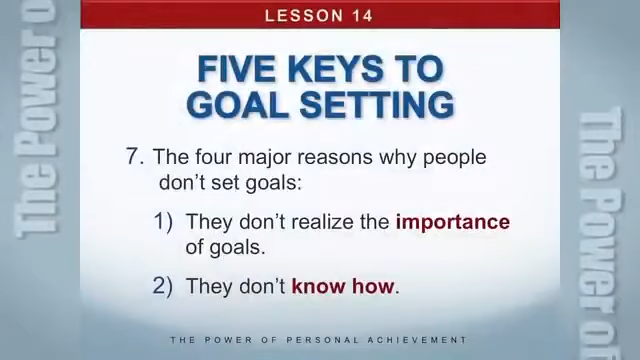 LESSON 14
FIVE KEYS TO
GOAL SETTING
7. The four major reasons why people
don't set goals:
1) They don't realize the importance
of goals.
2) They don't know how.
THE POWER OF PERSONAL ACHIEVEMENT
The Power o
The Power of